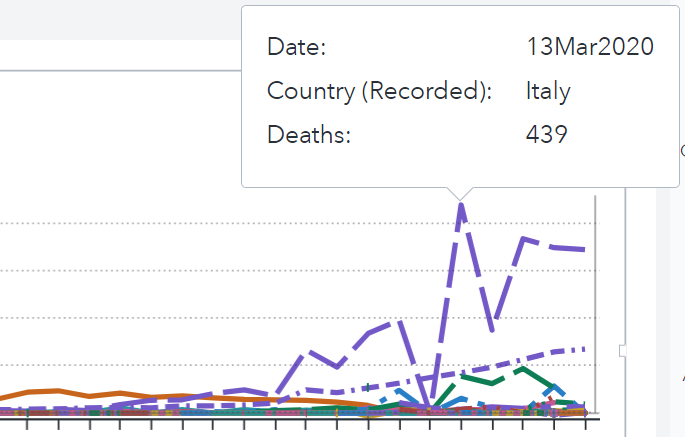 Date: 13Mar2020
Country (Recorded): Italy
Deaths: 439